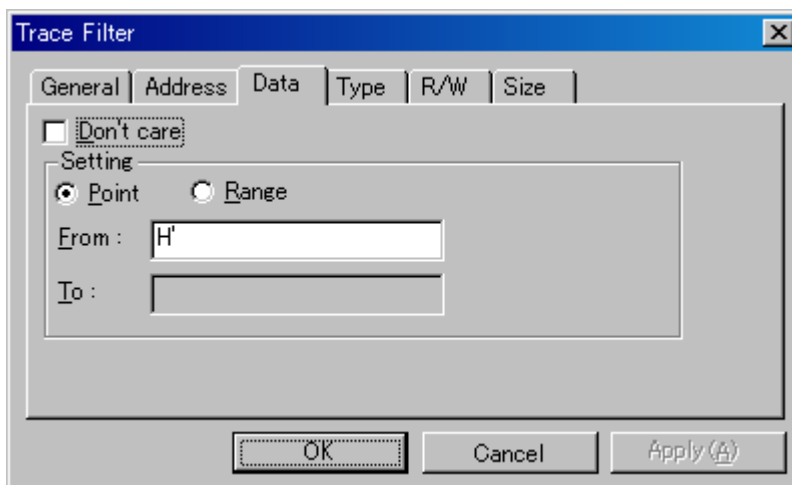 Trace Filter
General Address Data Type R/W Size
Don't care
Setting
Point Range
From : H'
To :
OK Cancel Apply(A)